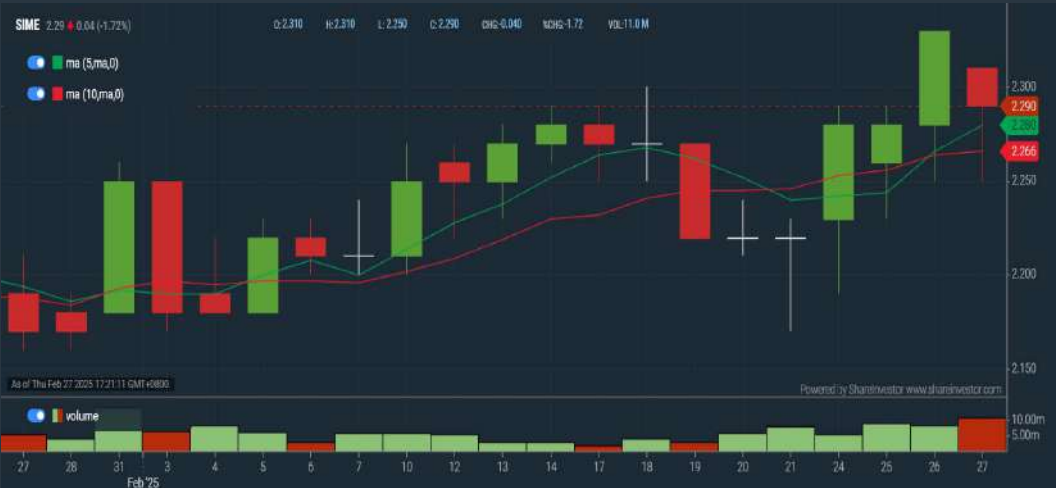 SIME 2.29 0.04 (-1.72%) O:2.310 H:2.310 L:2.250 C:2.290 CHG:-0.040 %CHG:-1.72 VOL:11.0 M
ma (5,ma,0)
ma (10,ma,0)
2.300
2.290
2.280
2.266
2.250
2.200
2.150
As of Thu Feb 27 2025 17:21:11 GMT+0800
Powered by ShareInvestor www.shareinvestor.com
volume
10.00m
5.00m
27 28 31 3 4 5 6 7 10 12 13 14 17 18 19 20 21 24 25 26 27
Feb '25